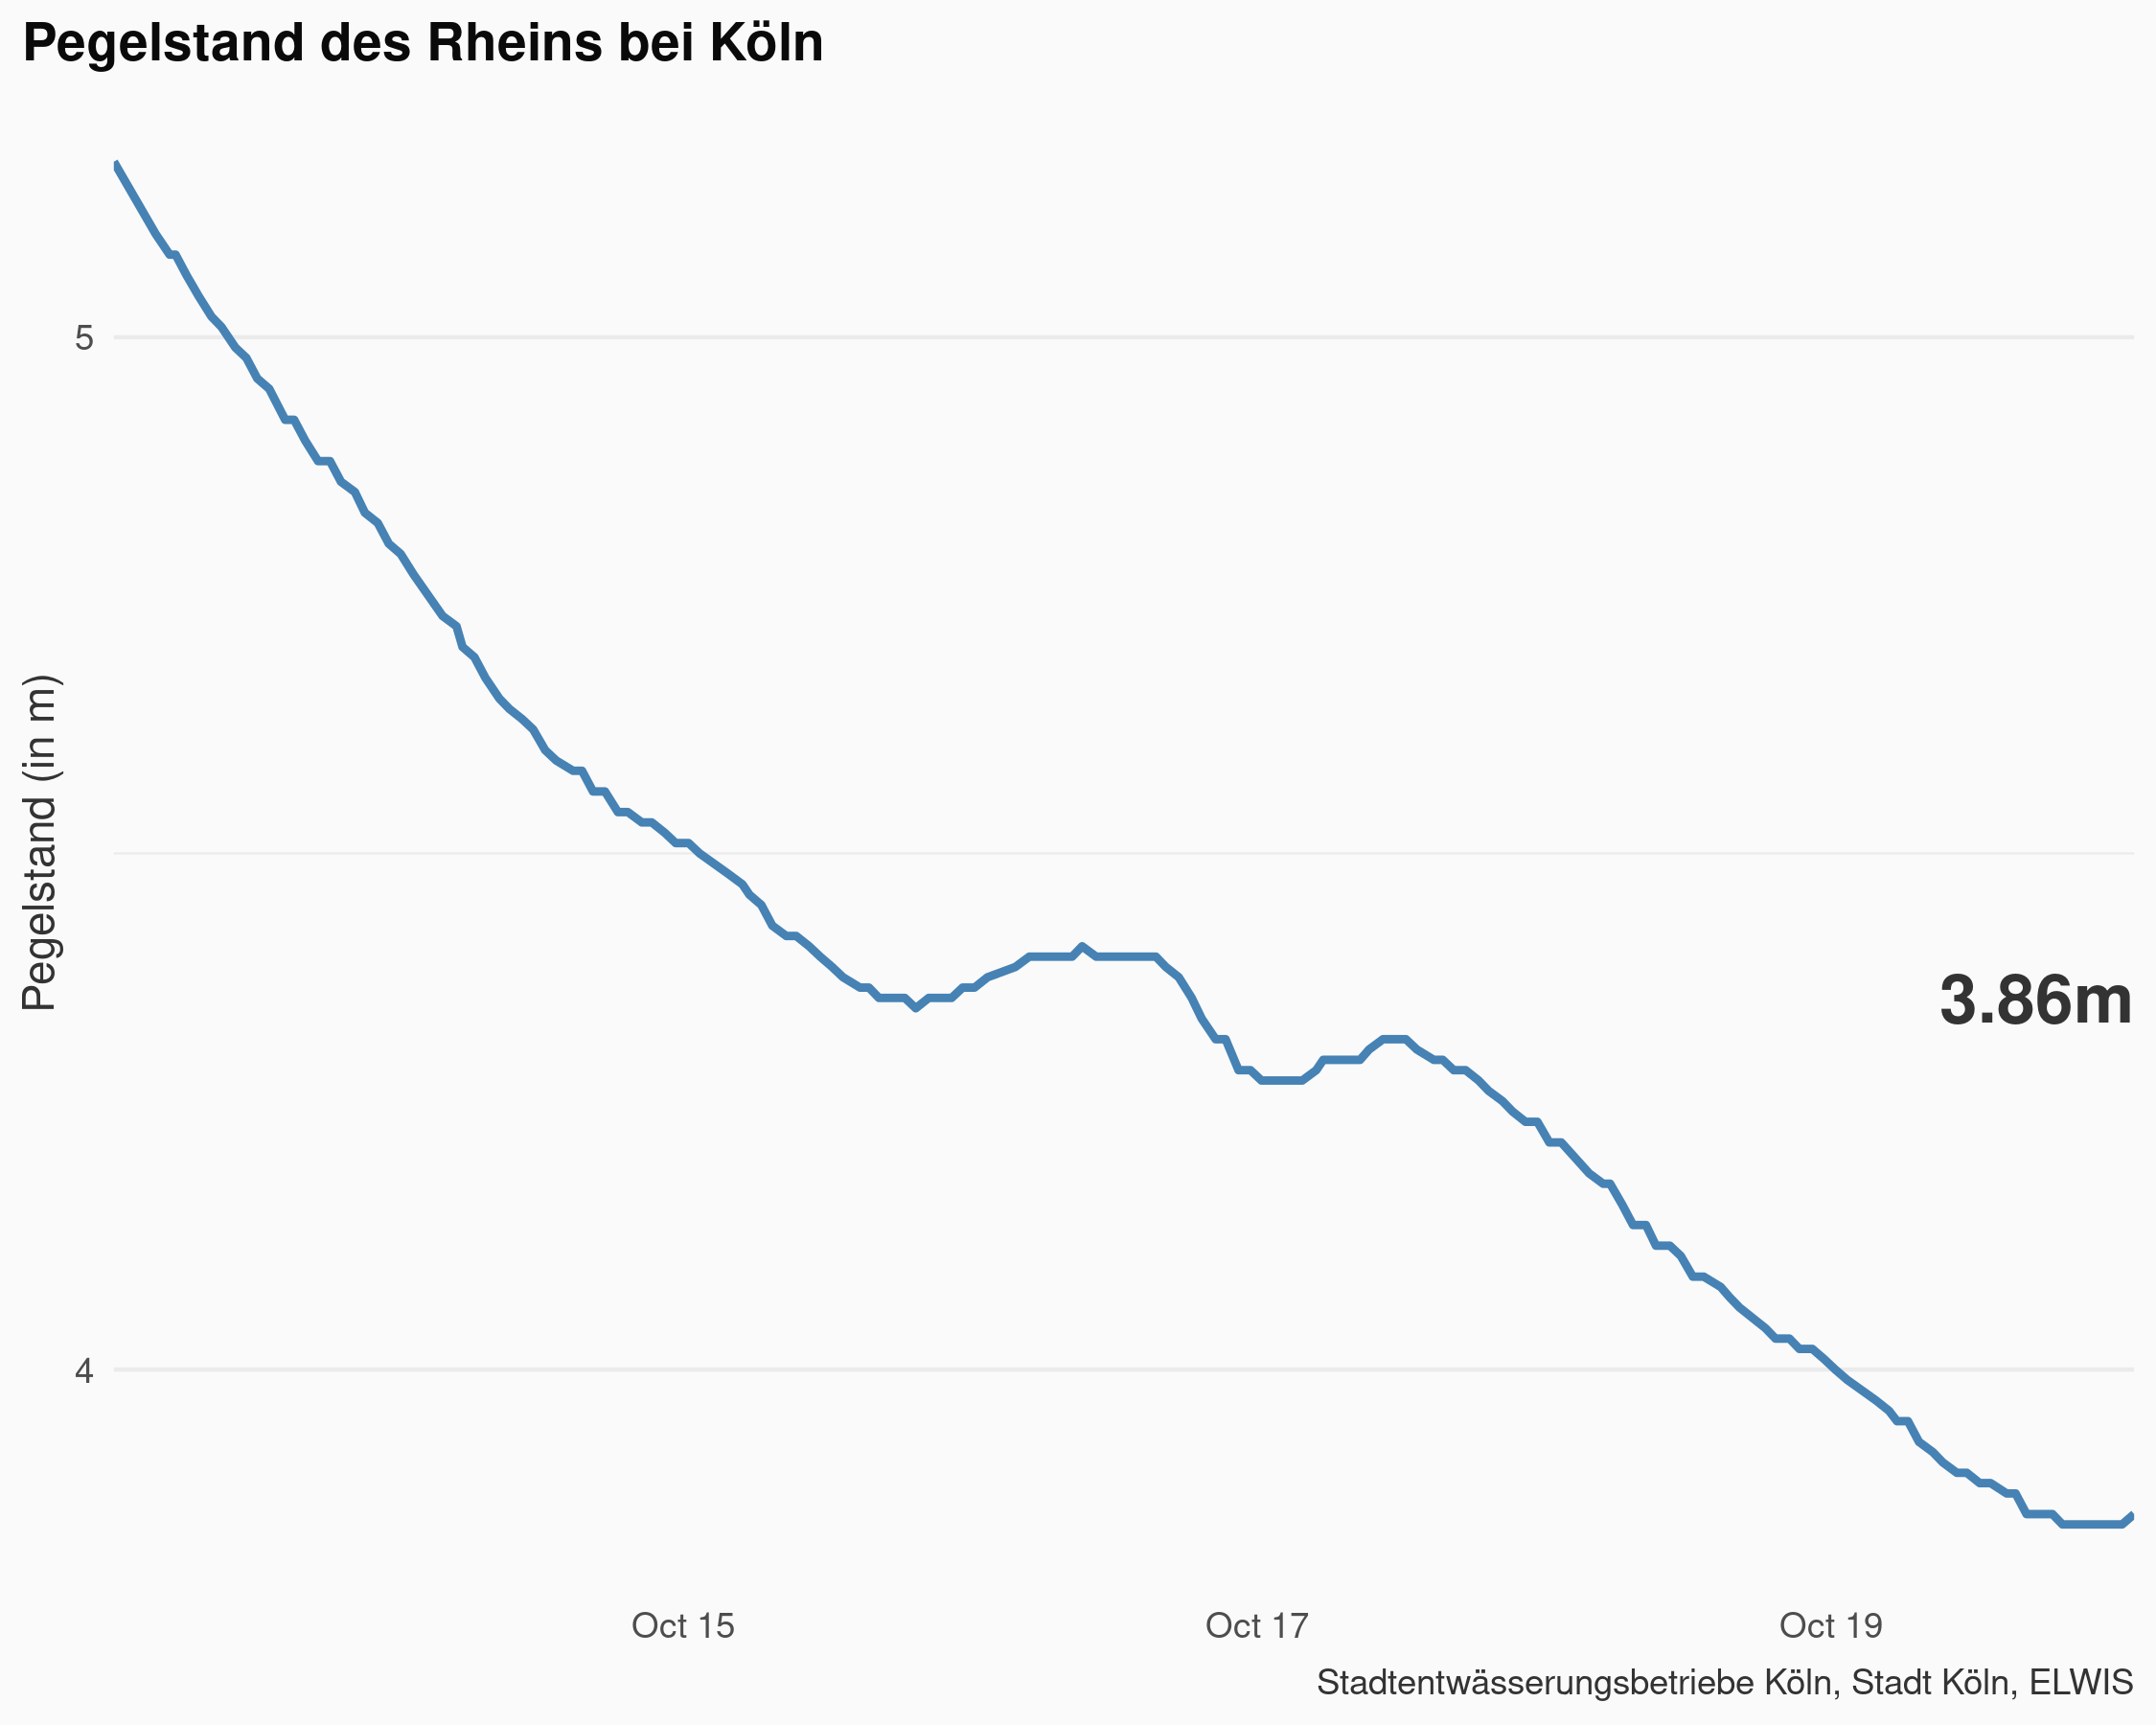 Pegelstand des Rheins bei Köln
Pegelstand (in m)
5
4
3.86m
Oct 15
Oct 17
Oct 19
Stadtentwässerungsbetriebe Köln, Stadt Köln, ELWIS